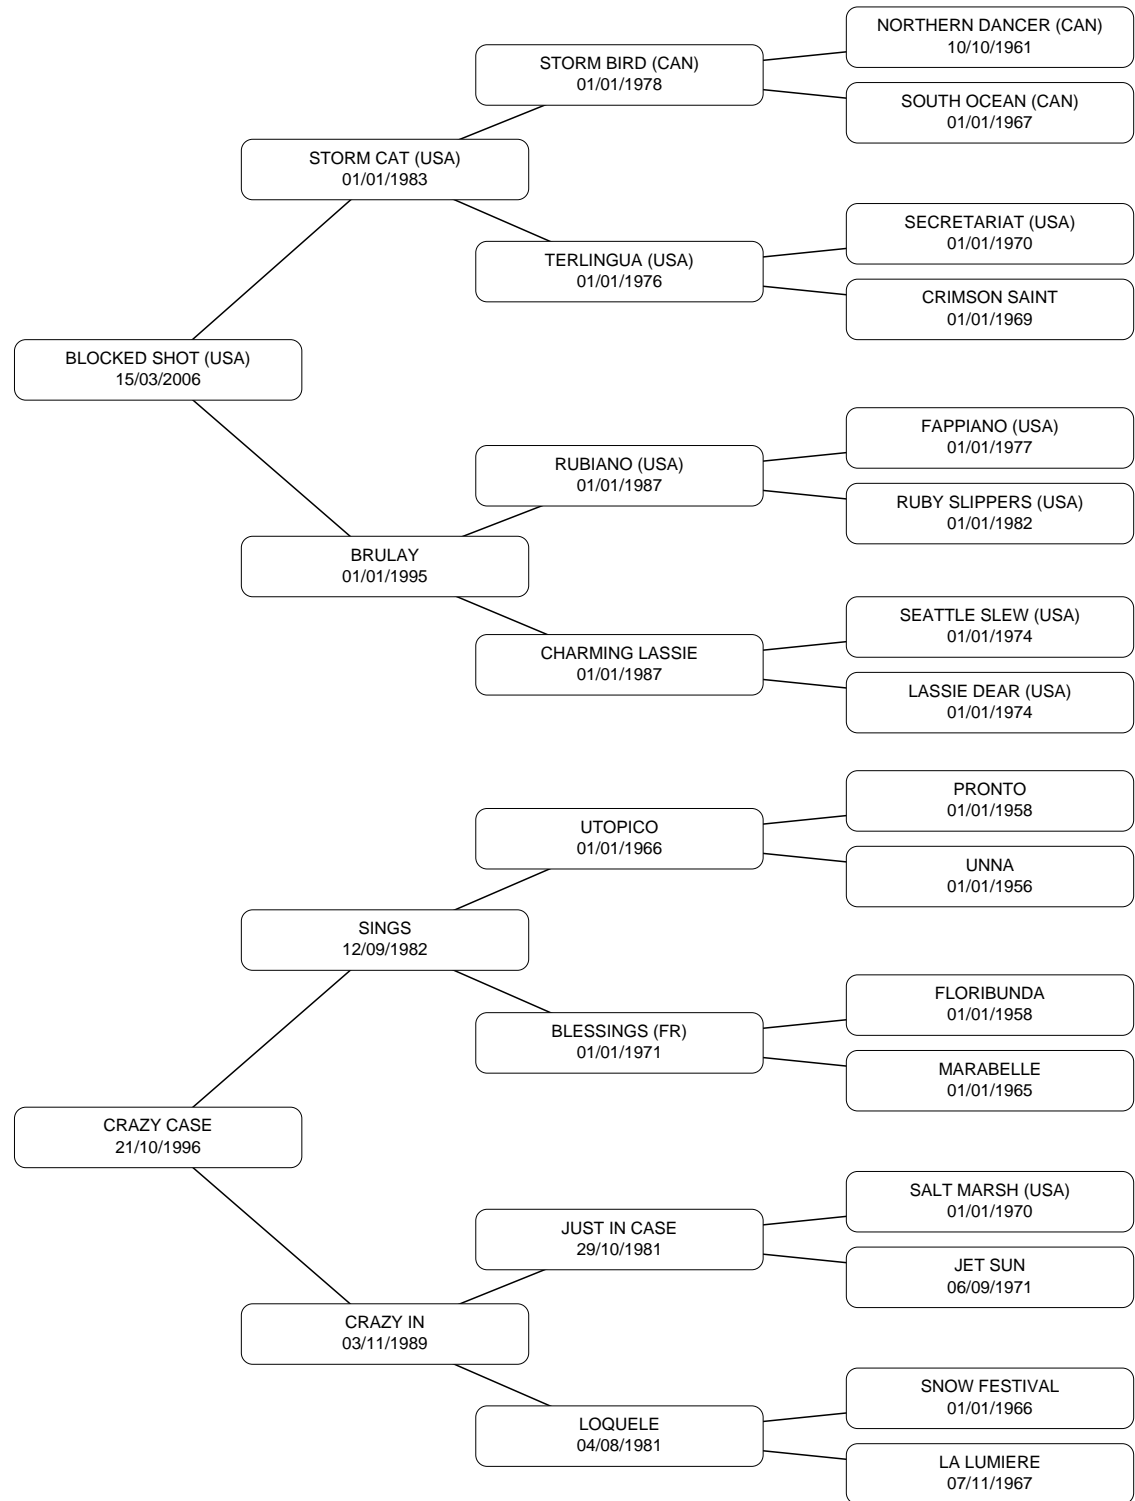 NORTHERN DANCER (CAN)
10/10/1961
STORM BIRD (CAN)
01/01/1978
SOUTH OCEAN (CAN)
01/01/1967
STORM CAT (USA)
01/01/1983
SECRETARIAT (USA)
01/01/1970
TERLINGUA (USA)
01/01/1976
CRIMSON SAINT
01/01/1969
BLOCKED SHOT (USA)
15/03/2006
FAPPIANO (USA)
01/01/1977
RUBIANO (USA)
01/01/1987
RUBY SLIPPERS (USA)
01/01/1982
BRULAY
01/01/1995
SEATTLE SLEW (USA)
01/01/1974
CHARMING LASSIE
01/01/1987
LASSIE DEAR (USA)
01/01/1974
PRONTO
01/01/1958
UTOPICO
01/01/1966
UNNA
01/01/1956
SINGS
12/09/1982
FLORIBUNDA
01/01/1958
BLESSINGS (FR)
01/01/1971
MARABELLE
01/01/1965
CRAZY CASE
21/10/1996
SALT MARSH (USA)
01/01/1970
JUST IN CASE
29/10/1981
JET SUN
06/09/1971
CRAZY IN
03/11/1989
SNOW FESTIVAL
01/01/1966
LOQUELE
04/08/1981
LA LUMIERE
07/11/1967